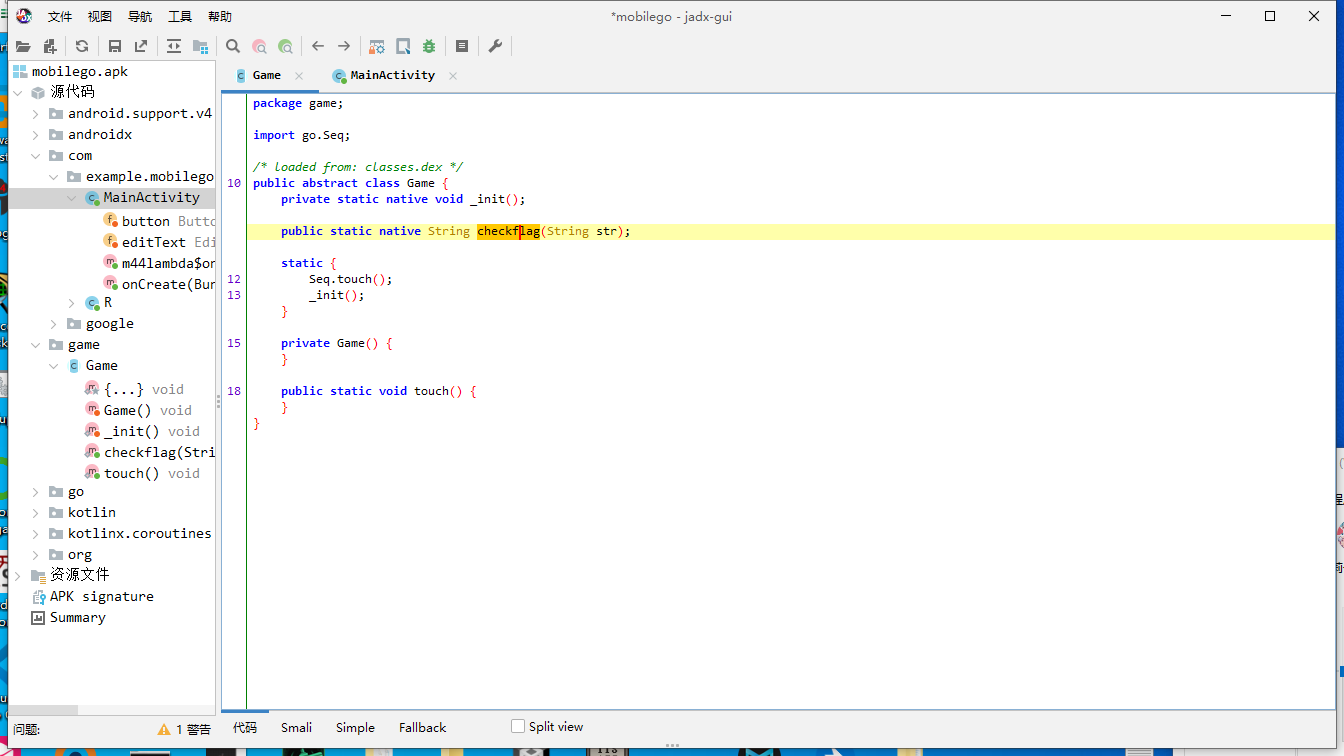 文件 视图 导航 工具 帮助 *mobilego - jadx-gui
mobilego.apk
源代码
android.support.v4
androidx
com
example.mobilego
MainActivity
button Butto
editText Edi
m44lambda$on
onCreate(Bun
R
google
game
Game
{...} void
Game() void
_init() void
checkflag(Stri
touch() void
go
kotlin
kotlinx.coroutines
org
资源文件
APK signature
Summary
问题: 1 警告
Game MainActivity
package game;
import go.Seq;
/* loaded from: classes.dex */
10 public abstract class Game {
private static native void _init();
public static native String checkflag(String str);
static {
12 Seq.touch();
13 _init();
}
15 private Game() {
}
18 public static void touch() {
}
}
代码 Smali Simple Fallback Split view